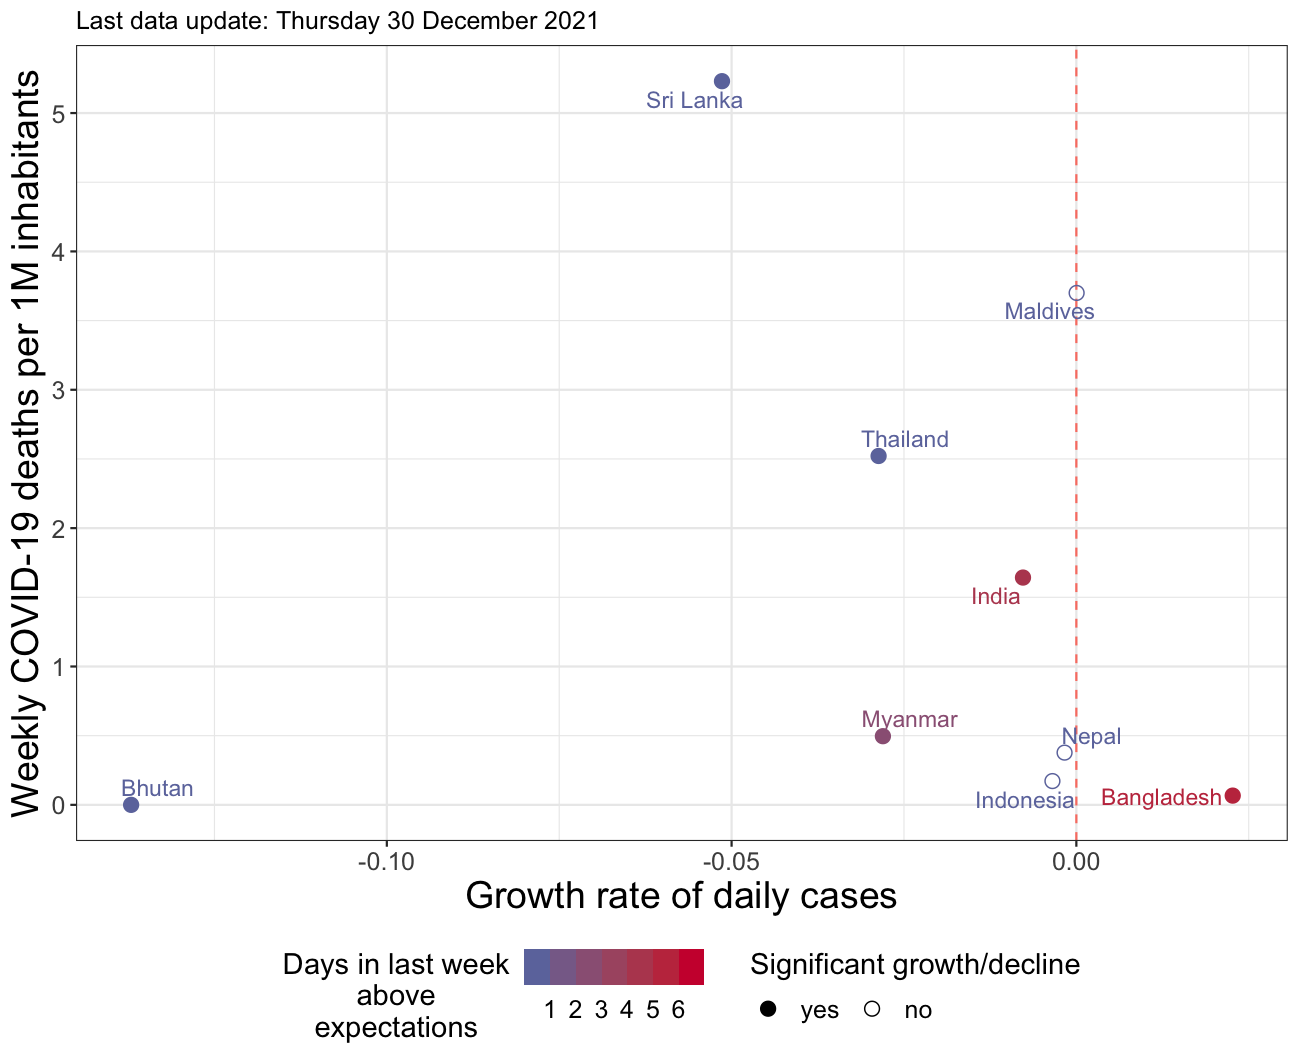 Last data update: Thursday 30 December 2021
Weekly COVID-19 deaths per 1M inhabitants
5
4
3
2
1
0
Sri Lanka
Maldives
Thailand
India
Myanmar
Nepal
Bhutan
Indonesia
Bangladesh
-0.10 -0.05 0.00
Growth rate of daily cases
Days in last week
above
expectations
1 2 3 4 5 6
Significant growth/decline
yes no